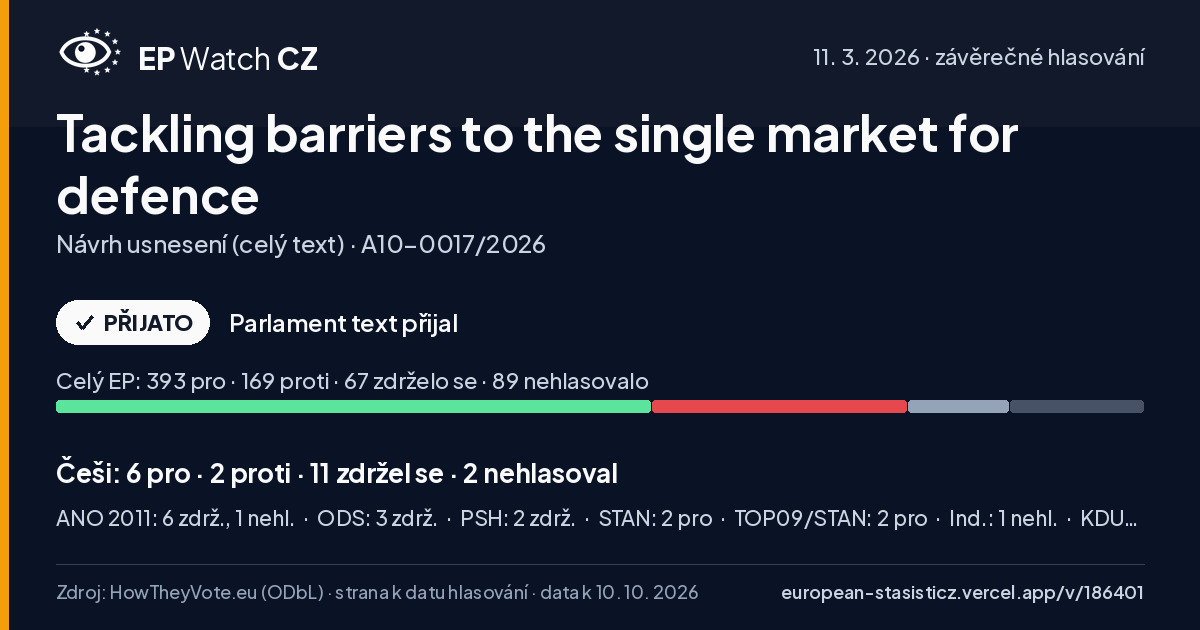 EP Watch CZ
11. 3. 2026 · závěrečné hlasování
Tackling barriers to the single market for
defence
Návrh usnesení (celý text) · A10–0017/2026
✓ PŘIJATO
Parlament text přijal
Celý EP: 393 pro · 169 proti · 67 zdrželo se · 89 nehlasovalo
Češi: 6 pro · 2 proti · 11 zdržel se · 2 nehlasoval
ANO 2011: 6 zdrž., 1 nehl. · ODS: 3 zdrž. · PSH: 2 zdrž. · STAN: 2 pro · TOP09/STAN: 2 pro · Ind.: 1 nehl. · KDU…
Zdroj: HowTheyVote.eu (ODbL) · strana k datu hlasování · data k 10. 10. 2026
european-stasisticz.vercel.app/v/186401